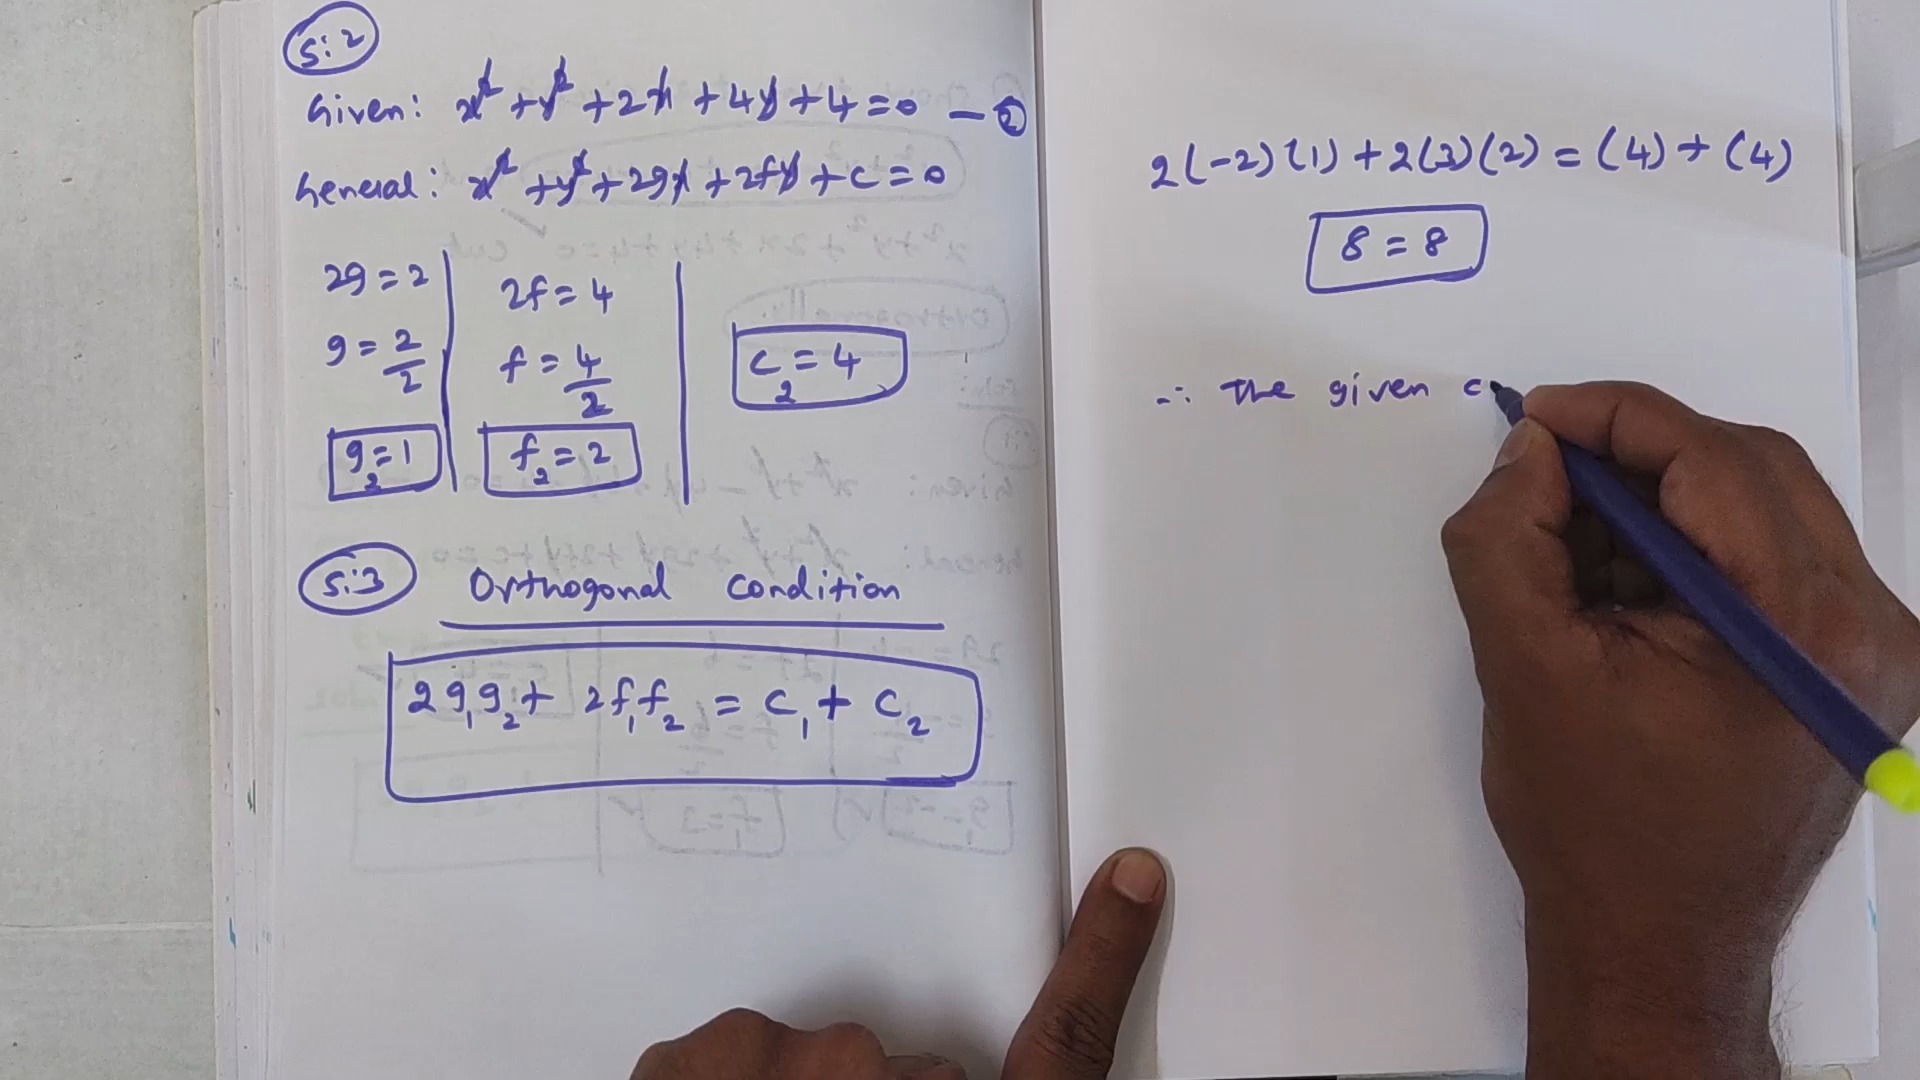 S:2
Given: x² + y² + 2x + 4y + 4 = 0 — ②
General: x² + y² + 2gx + 2fy + c = 0
2g = 2
g = 2/2
g₂ = 1
2f = 4
f = 4/2
f₂ = 2
c₂ = 4
S:3 Orthogonal Condition
2g₁g₂ + 2f₁f₂ = c₁ + c₂
2(-2)(1) + 2(3)(2) = (4) + (4)
8 = 8
∴ The given c